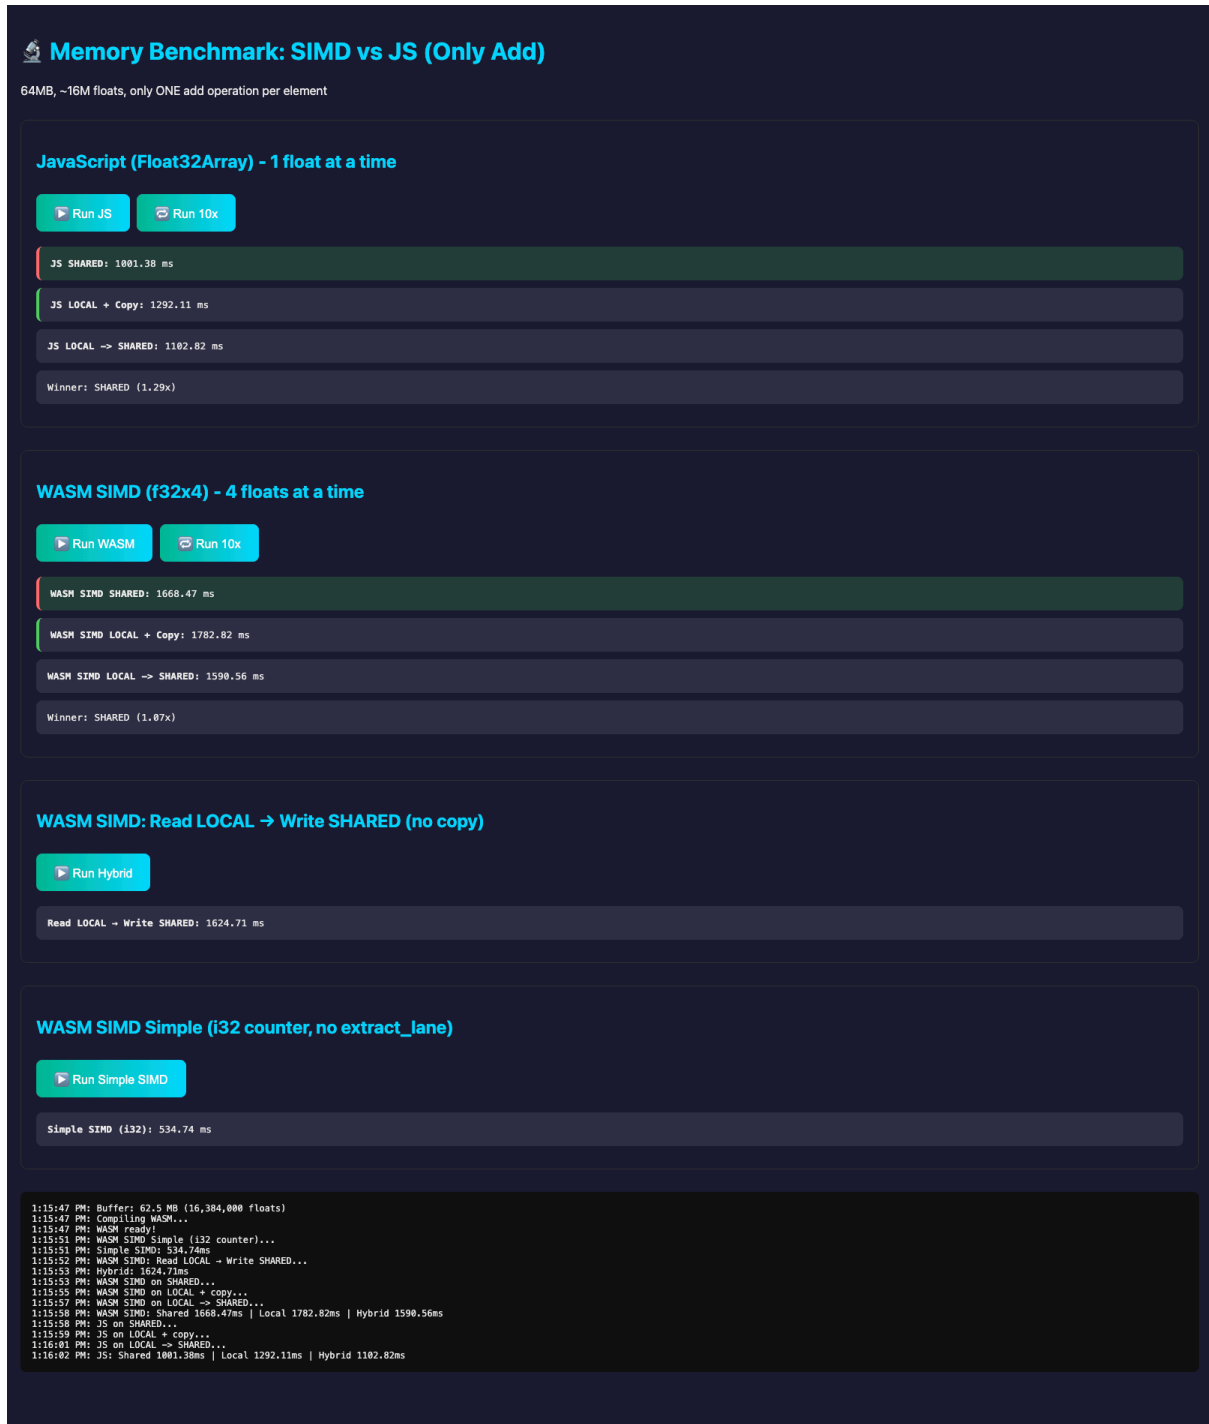 🔬 Memory Benchmark: SIMD vs JS (Only Add)
64MB, ~16M floats, only ONE add operation per element
JavaScript (Float32Array) - 1 float at a time
▶️ Run JS 🔁 Run 10x
JS SHARED: 1001.38 ms
JS LOCAL + Copy: 1292.11 ms
JS LOCAL -> SHARED: 1102.82 ms
Winner: SHARED (1.29x)
WASM SIMD (f32x4) - 4 floats at a time
▶️ Run WASM 🔁 Run 10x
WASM SIMD SHARED: 1668.47 ms
WASM SIMD LOCAL + Copy: 1782.82 ms
WASM SIMD LOCAL -> SHARED: 1590.56 ms
Winner: SHARED (1.07x)
WASM SIMD: Read LOCAL → Write SHARED (no copy)
▶️ Run Hybrid
Read LOCAL → Write SHARED: 1624.71 ms
WASM SIMD Simple (i32 counter, no extract_lane)
▶️ Run Simple SIMD
Simple SIMD (i32): 534.74 ms
1:15:47 PM: Buffer: 62.5 MB (16,384,000 floats)
1:15:47 PM: Compiling WASM...
1:15:47 PM: WASM ready!
1:15:51 PM: WASM SIMD Simple (i32 counter)...
1:15:51 PM: Simple SIMD: 534.74ms
1:15:52 PM: WASM SIMD: Read LOCAL → Write SHARED...
1:15:53 PM: Hybrid: 1624.71ms
1:15:53 PM: WASM SIMD on SHARED...
1:15:55 PM: WASM SIMD on LOCAL + copy...
1:15:57 PM: WASM SIMD on LOCAL -> SHARED...
1:15:58 PM: WASM SIMD: Shared 1668.47ms | Local 1782.82ms | Hybrid 1590.56ms
1:15:58 PM: JS on SHARED...
1:15:59 PM: JS on LOCAL + copy...
1:16:01 PM: JS on LOCAL -> SHARED...
1:16:02 PM: JS: Shared 1001.38ms | Local 1292.11ms | Hybrid 1102.82ms